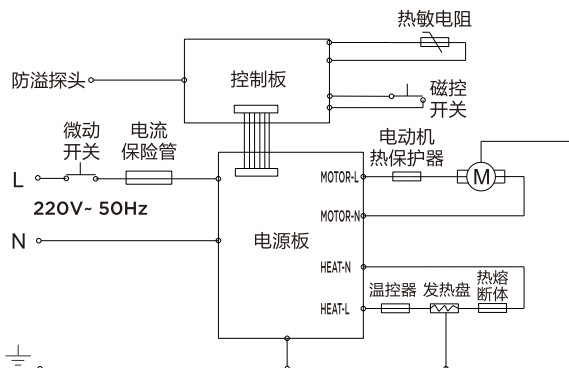 热敏电阻
防溢探头
控制板
磁控
开关
微动
开关
电流
保险管
电动机
热保护器
L
MOTOR-L
M
220V~ 50Hz
MOTOR-N
N
电源板
HEAT-N
温控器
发热盘
热熔
断体
HEAT-L